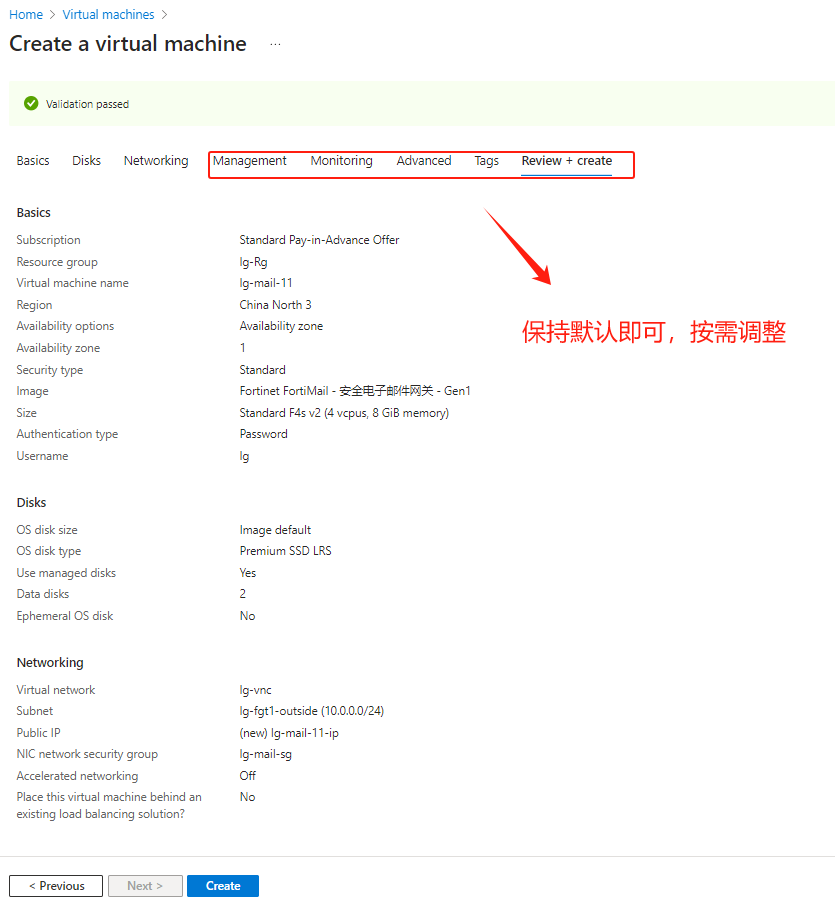 Home > Virtual machines >
Create a virtual machine ...
Validation passed
Basics Disks Networking Management Monitoring Advanced Tags Review + create
Basics
Subscription Standard Pay-in-Advance Offer
Resource group lg-Rg
Virtual machine name lg-mail-11
Region China North 3
保持默认即可，按需调整
Availability options Availability zone
Availability zone 1
Security type Standard
Image Fortinet FortiMail - 安全电子邮件网关 - Gen1
Size Standard F4s v2 (4 vcpus, 8 GiB memory)
Authentication type Password
Username lg
Disks
OS disk size Image default
OS disk type Premium SSD LRS
Use managed disks Yes
Data disks 2
Ephemeral OS disk No
Networking
Virtual network lg-vnc
Subnet lg-fgt1-outside (10.0.0.0/24)
Public IP (new) lg-mail-11-ip
NIC network security group lg-mail-sg
Accelerated networking Off
Place this virtual machine behind an No
existing load balancing solution?
< Previous Next > Create